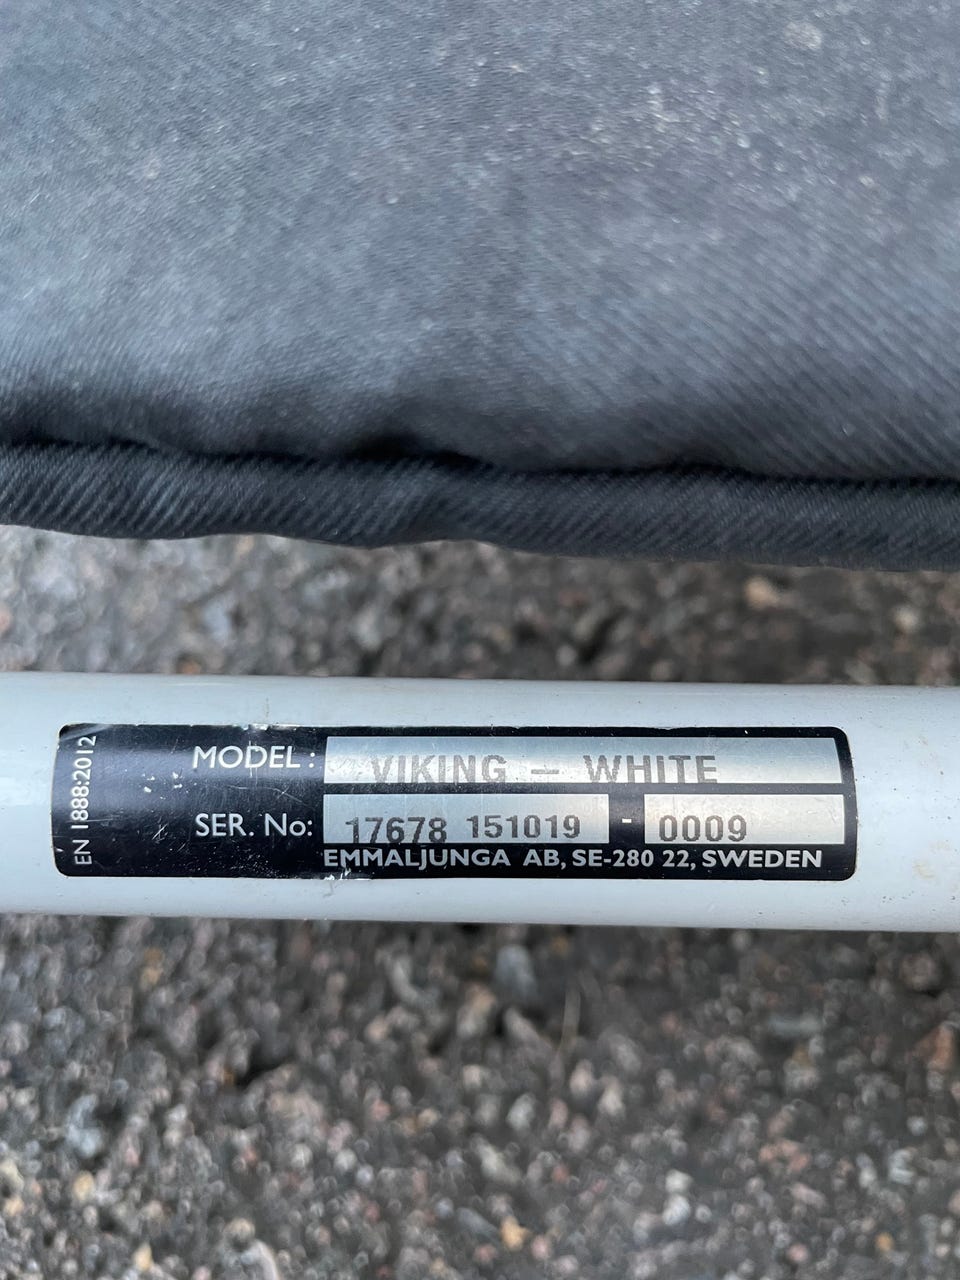 EN 1888:2012
MODEL: VIKING – WHITE
SER. No: 17678 151019 - 0009
EMMALJUNGA AB, SE-280 22, SWEDEN